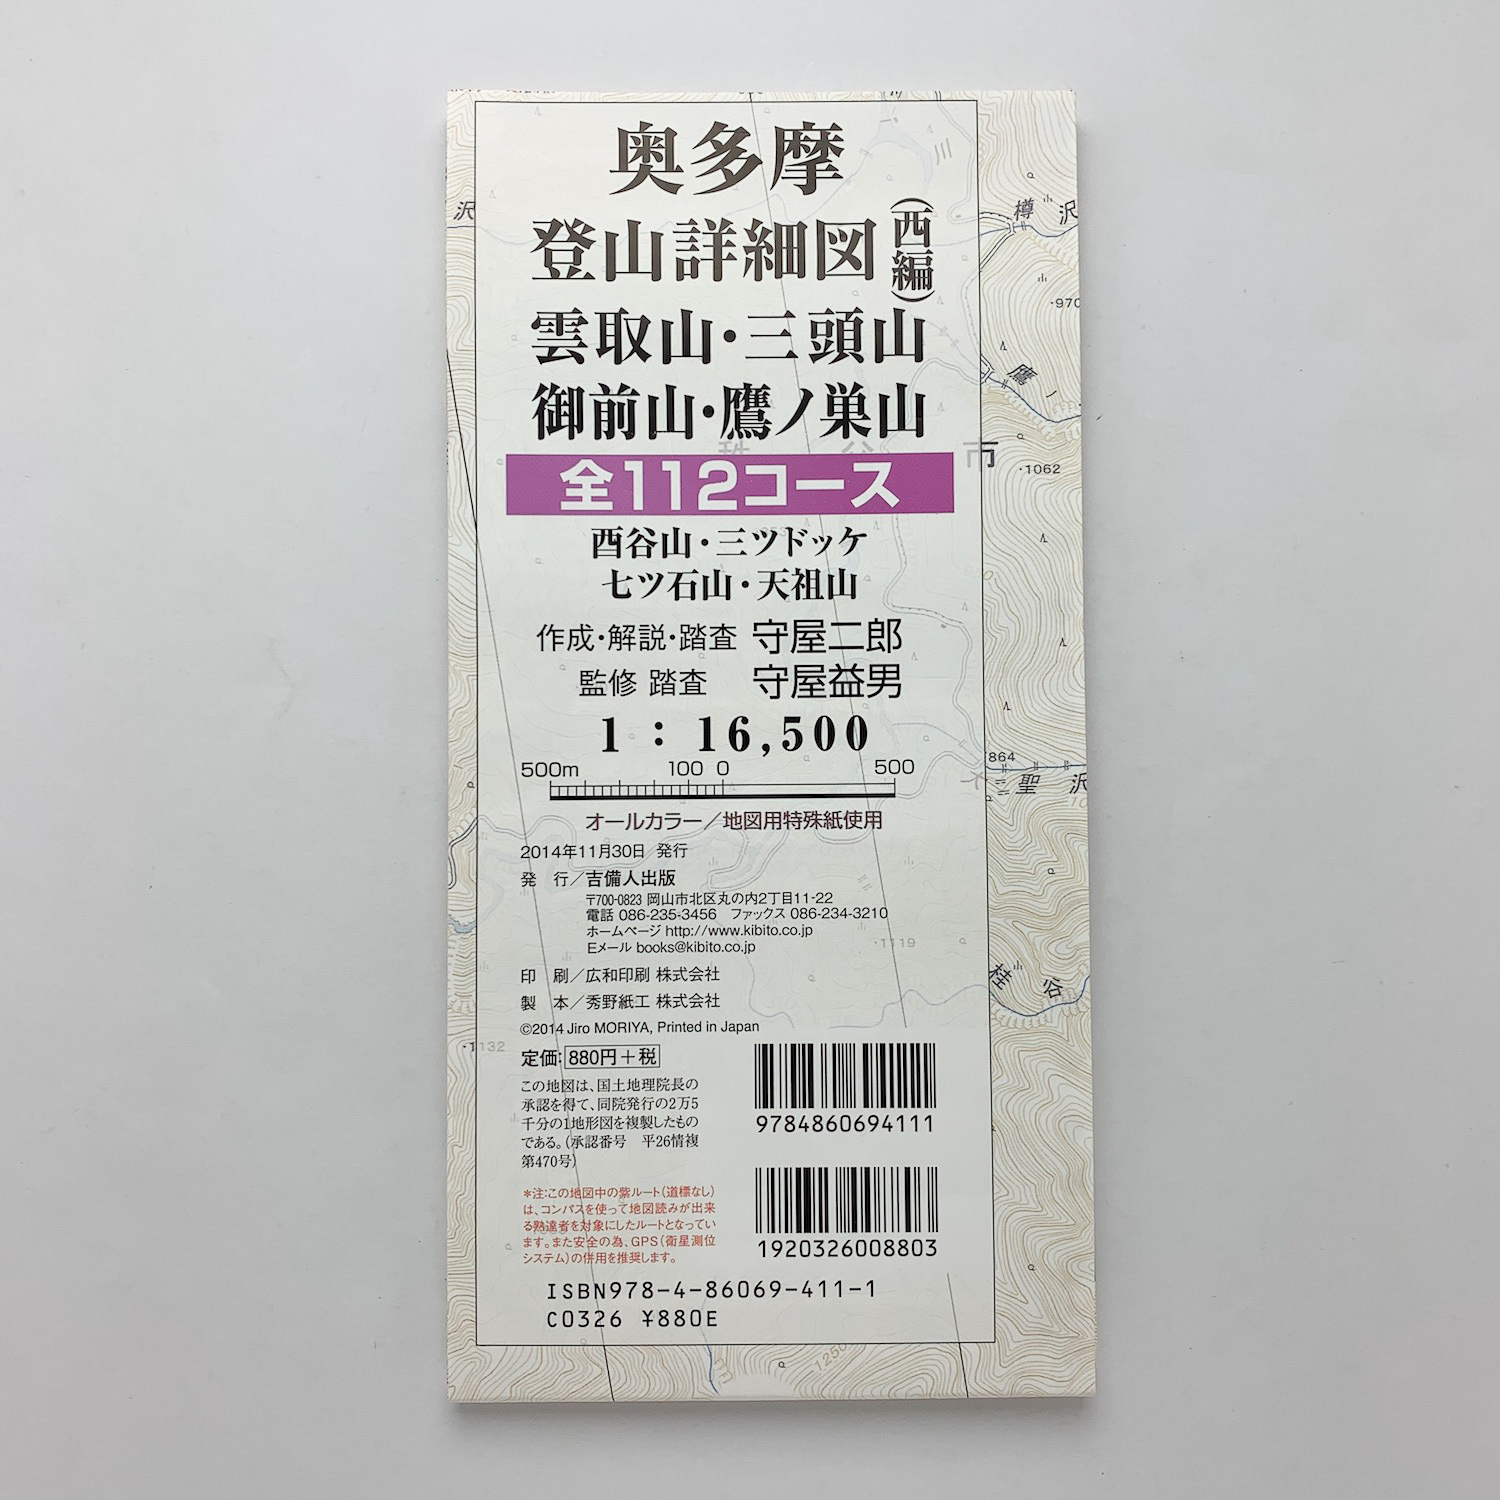 奥多摩
登山詳細図(西編)
雲取山・三頭山
御前山・鷹ノ巣山
全112コース
酉谷山・三ツドッケ
七ツ石山・天祖山
作成・解説・踏査 守屋二郎
監修 踏査 守屋益男
1 : 16,500
500m 100 0 500
オールカラー/地図用特殊紙使用
2014年11月30日 発行
発 行/吉備人出版
〒700-0823 岡山市北区丸の内2丁目11-22
電話 086-235-3456 ファックス 086-234-3210
ホームページ http://www.kibito.co.jp
Eメール books@kibito.co.jp
印 刷/広和印刷 株式会社
製 本/秀野紙工 株式会社
©2014 Jiro MORIYA, Printed in Japan
定価:880円+税
この地図は、国土地理院長の
承認を得て、同院発行の2万5
千分の1地形図を複製したもの
である。(承認番号 平26情複
第470号)
*注:この地図中の紫ルート(道標なし)
は、コンパスを使って地図読みが出来
る熟達者を対象にしたルートとなってい
ます。また安全の為、GPS(衛星測位
システム)の併用を推奨します。
9784860694111
1920326008803
ISBN978-4-86069-411-1
C0326 ¥880E
沢
川
樽 沢
・970
鷹
市
・1062
864
聖 沢
・1119
桂 谷
・1132
1250